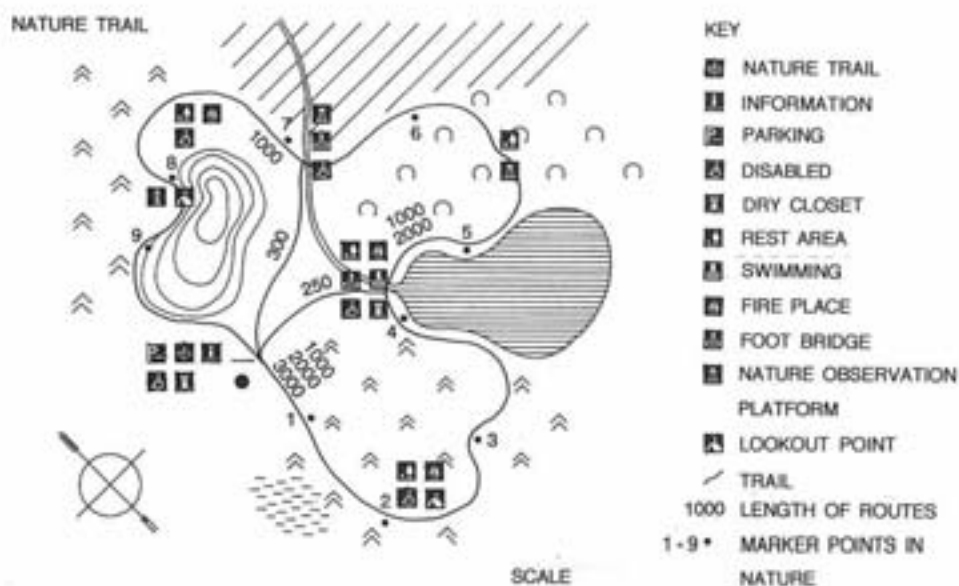 NATURE TRAIL
KEY
NATURE TRAIL
INFORMATION
PARKING
DISABLED
DRY CLOSET
REST AREA
SWIMMING
FIRE PLACE
FOOT BRIDGE
NATURE OBSERVATION
PLATFORM
LOOKOUT POINT
TRAIL
1000 LENGTH OF ROUTES
1-9 • MARKER POINTS IN
NATURE
7
6
1000
8
1000
2000
5
9
300
250
4
1000
2000
3000
1
3
2
SCALE